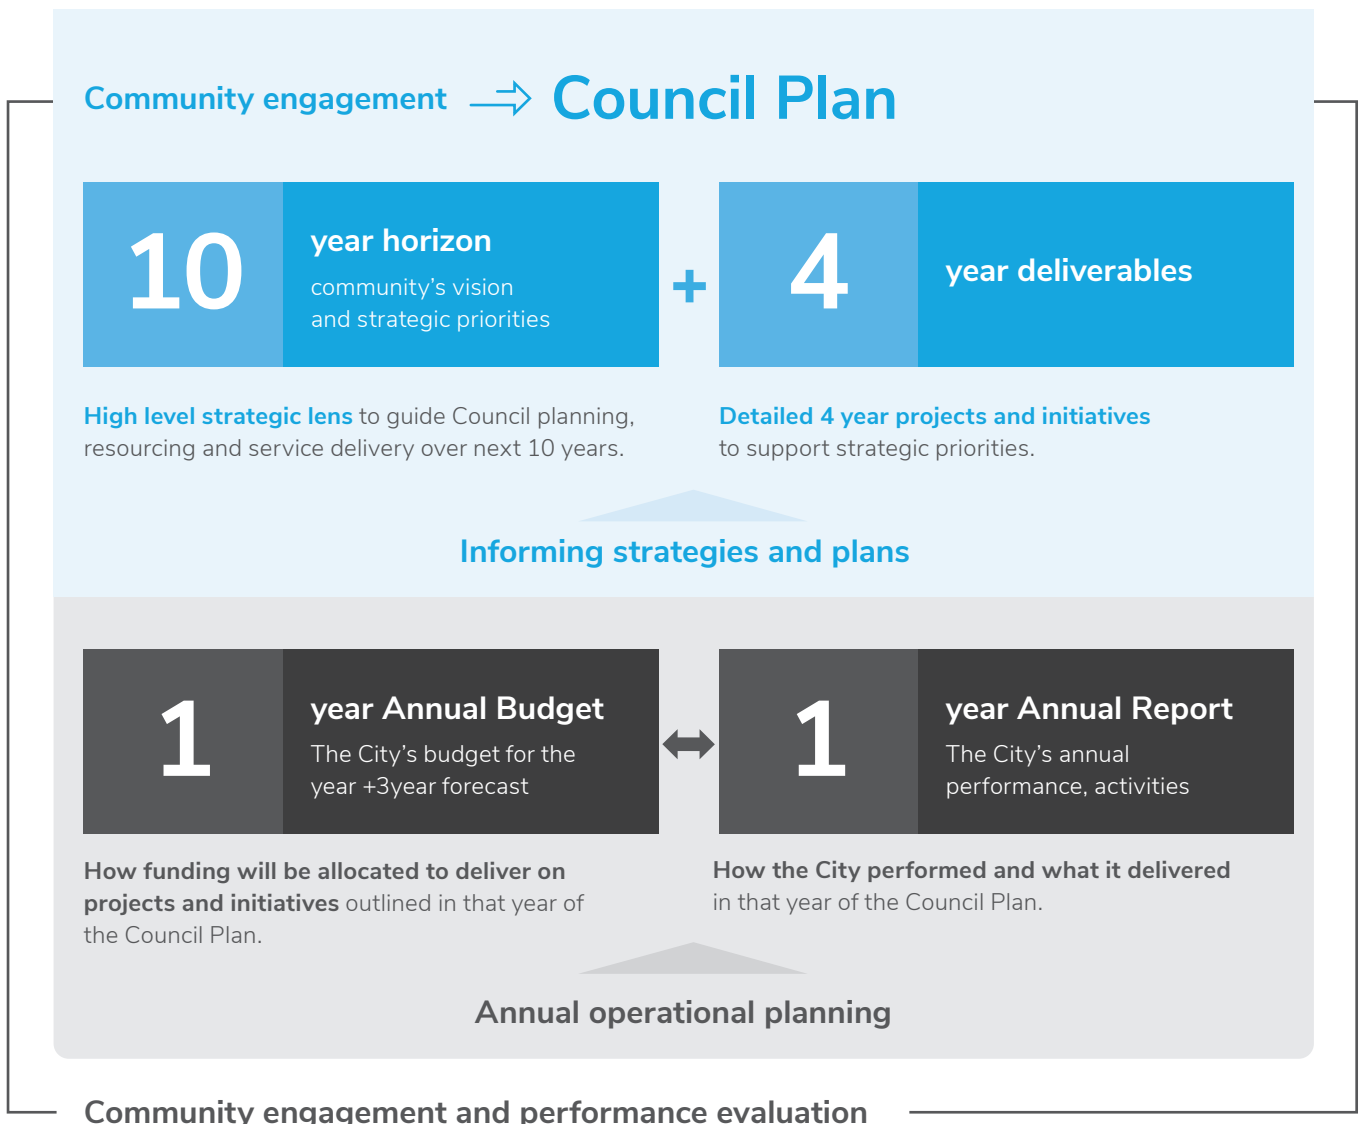 Community engagement
Council Plan
10
year horizon
community's vision
and strategic priorities
+
4
year deliverables
High level strategic lens to guide Council planning,
resourcing and service delivery over next 10 years.
Detailed 4 year projects and initiatives
to support strategic priorities.
Informing strategies and plans
1
year Annual Budget
The City's budget for the
year +3year forecast
1
year Annual Report
The City's annual
performance, activities
How funding will be allocated to deliver on
projects and initiatives outlined in that year of
the Council Plan.
How the City performed and what it delivered
in that year of the Council Plan.
Annual operational planning
Community engagement and performance evaluation